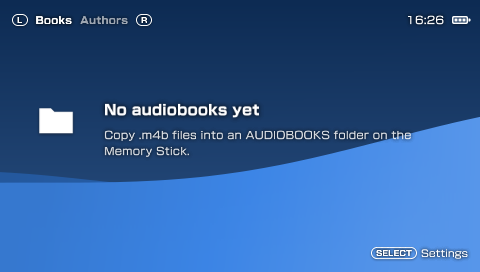 L Books Authors R 16:26
No audiobooks yet
Copy .m4b files into an AUDIOBOOKS folder on the
Memory Stick.
SELECT Settings